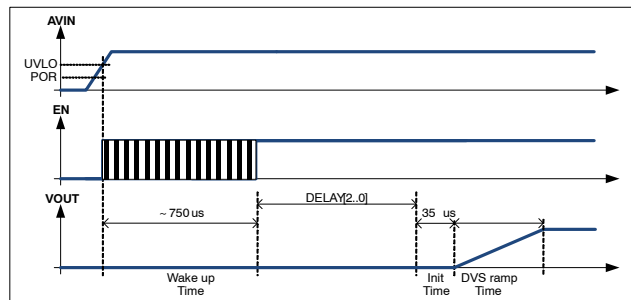 AVIN
UVLO
POR
EN
VOUT
DELAY[2..0]
~ 750 us
35 us
Wake up
Time
Init
Time
DVS ramp
Time